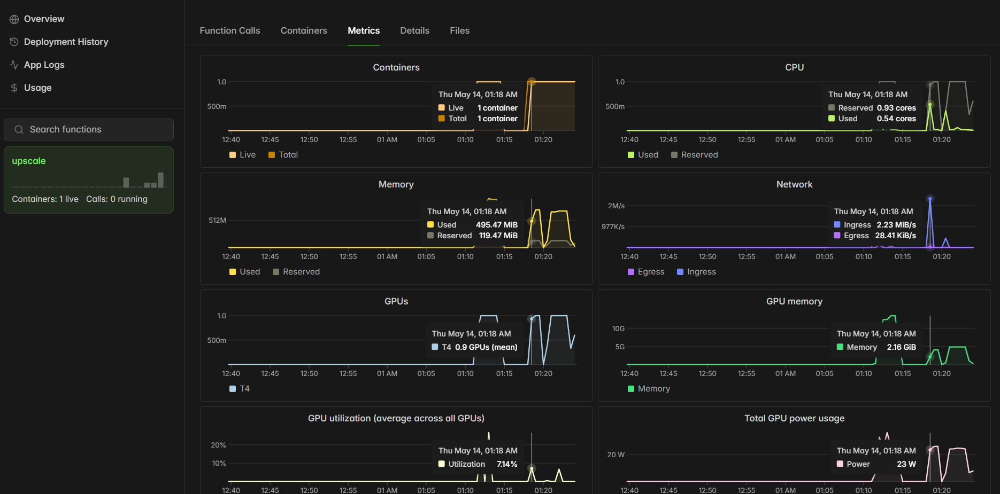 Overview
Deployment History
App Logs
Usage
Search functions
upscale
Containers: 1 live Calls: 0 running
Function Calls Containers Metrics Details Files
Containers
1.0
500m
Thu May 14, 01:18 AM
Live 1 container
Total 1 container
12:40 12:45 12:50 12:55 01 AM 01:05 01:10 01:15 01:20
Live Total
CPU
1.0
500m
Thu May 14, 01:18 AM
Reserved 0.93 cores
Used 0.54 cores
12:40 12:45 12:50 12:55 01 AM 01:05 01:10 01:15 01:20
Used Reserved
Memory
512M
Thu May 14, 01:18 AM
Used 495.47 MiB
Reserved 119.47 MiB
12:40 12:45 12:50 12:55 01 AM 01:05 01:10 01:15 01:20
Used Reserved
Network
2M/s
977K/s
Thu May 14, 01:18 AM
Ingress 2.23 MiB/s
Egress 28.41 KiB/s
12:40 12:45 12:50 12:55 01 AM 01:05 01:10 01:15 01:20
Egress Ingress
GPUs
1.0
500m
Thu May 14, 01:18 AM
T4 0.9 GPUs (mean)
12:40 12:45 12:50 12:55 01 AM 01:05 01:10 01:15 01:20
T4
GPU memory
10G
5G
Thu May 14, 01:18 AM
Memory 2.16 GiB
12:40 12:45 12:50 12:55 01 AM 01:05 01:10 01:15 01:20
Memory
GPU utilization (average across all GPUs)
20%
10%
Thu May 14, 01:18 AM
Utilization 7.14%
12:40 12:45 12:50 12:55 01 AM 01:05 01:10 01:15 01:20
Total GPU power usage
20 W
Thu May 14, 01:18 AM
Power 23 W
12:40 12:45 12:50 12:55 01 AM 01:05 01:10 01:15 01:20